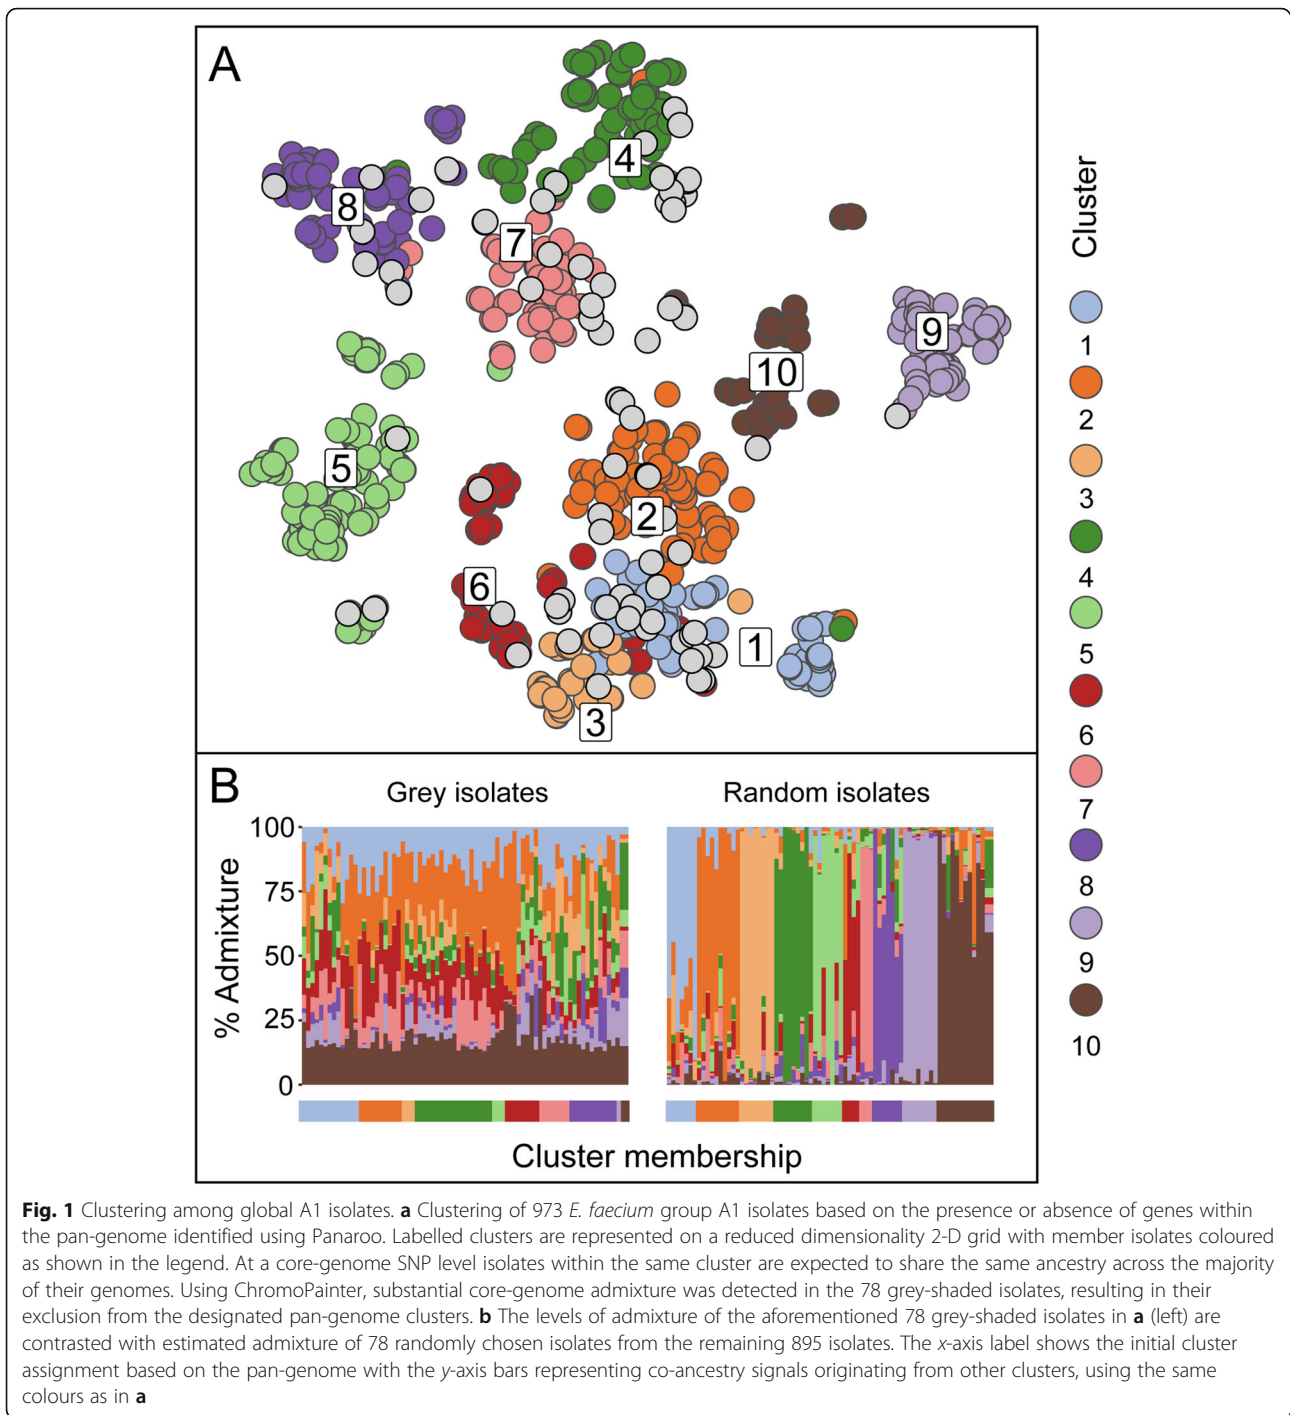 A
4
8
7
9
10
5
2
6
1
3
Cluster
1
2
3
4
5
6
7
8
9
10
B
Grey isolates
Random isolates
% Admixture
100
75
50
25
0
Cluster membership
Fig. 1 Clustering among global A1 isolates. a Clustering of 973 E. faecium group A1 isolates based on the presence or absence of genes within
the pan-genome identified using Panaroo. Labelled clusters are represented on a reduced dimensionality 2-D grid with member isolates coloured
as shown in the legend. At a core-genome SNP level isolates within the same cluster are expected to share the same ancestry across the majority
of their genomes. Using ChromoPainter, substantial core-genome admixture was detected in the 78 grey-shaded isolates, resulting in their
exclusion from the designated pan-genome clusters. b The levels of admixture of the aforementioned 78 grey-shaded isolates in a (left) are
contrasted with estimated admixture of 78 randomly chosen isolates from the remaining 895 isolates. The x-axis label shows the initial cluster
assignment based on the pan-genome with the y-axis bars representing co-ancestry signals originating from other clusters, using the same
colours as in a